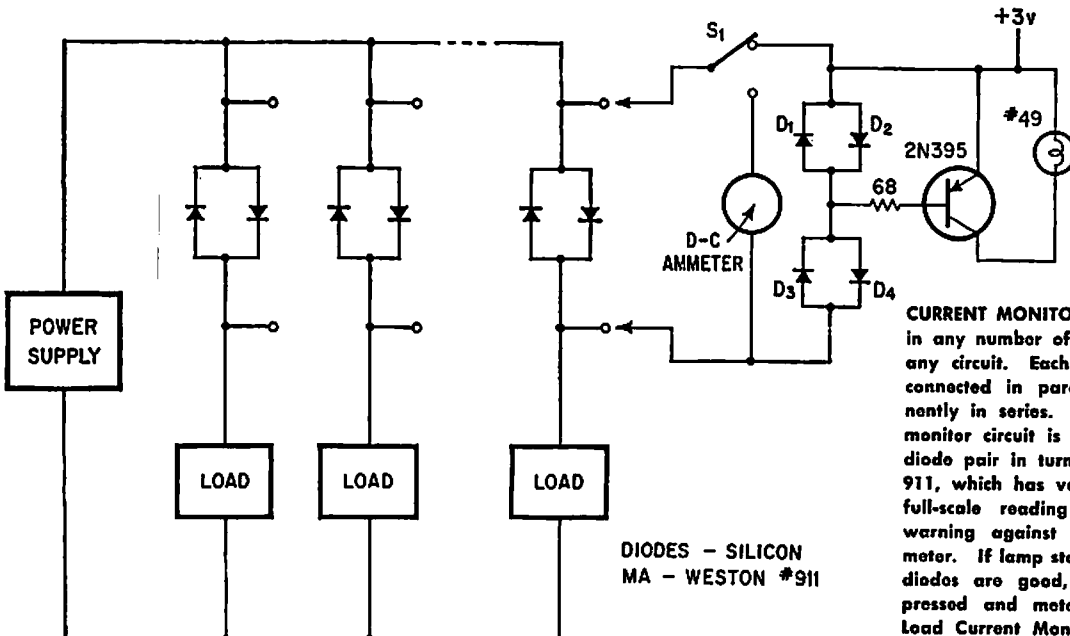 S1
+3v
#49
D1
D2
2N395
68
D-C
AMMETER
D3
D4
POWER
SUPPLY
LOAD
LOAD
LOAD
DIODES – SILICON
MA – WESTON #911
CURRENT MONITO
in any number of
any circuit. Each
connected in par
nently in series.
monitor circuit is
diode pair in turn
911, which has v
full-scale reading
warning against
meter. If lamp sta
diodes are good,
pressed and mete
Load Current Mon